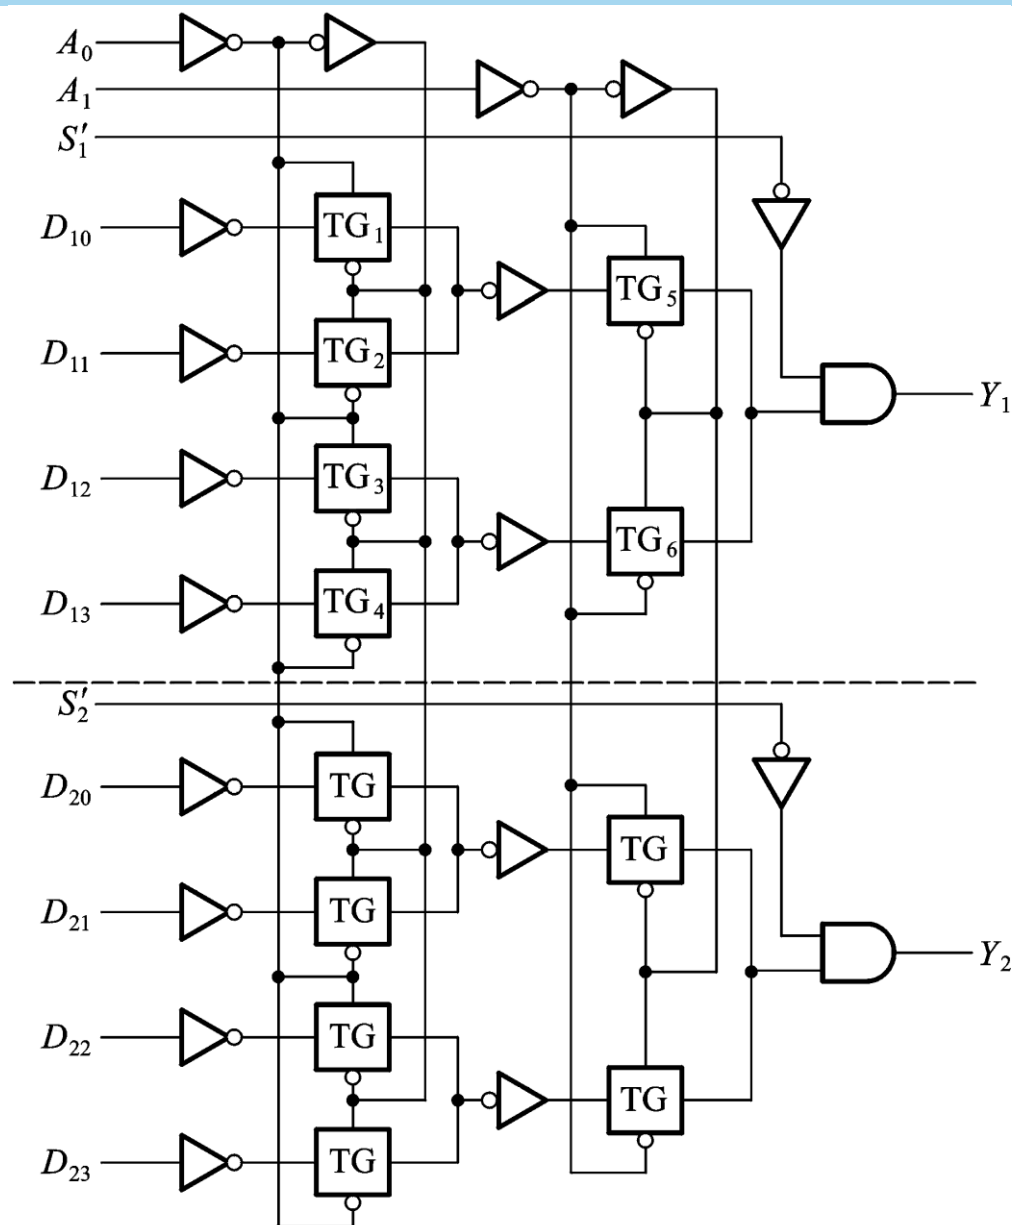 A₀
A₁
S′₁
D₁₀ TG₁
TG₅
D₁₁ TG₂
Y₁
D₁₂ TG₃
TG₆
D₁₃ TG₄
S′₂
D₂₀ TG
TG
D₂₁ TG
Y₂
D₂₂ TG
TG
D₂₃ TG